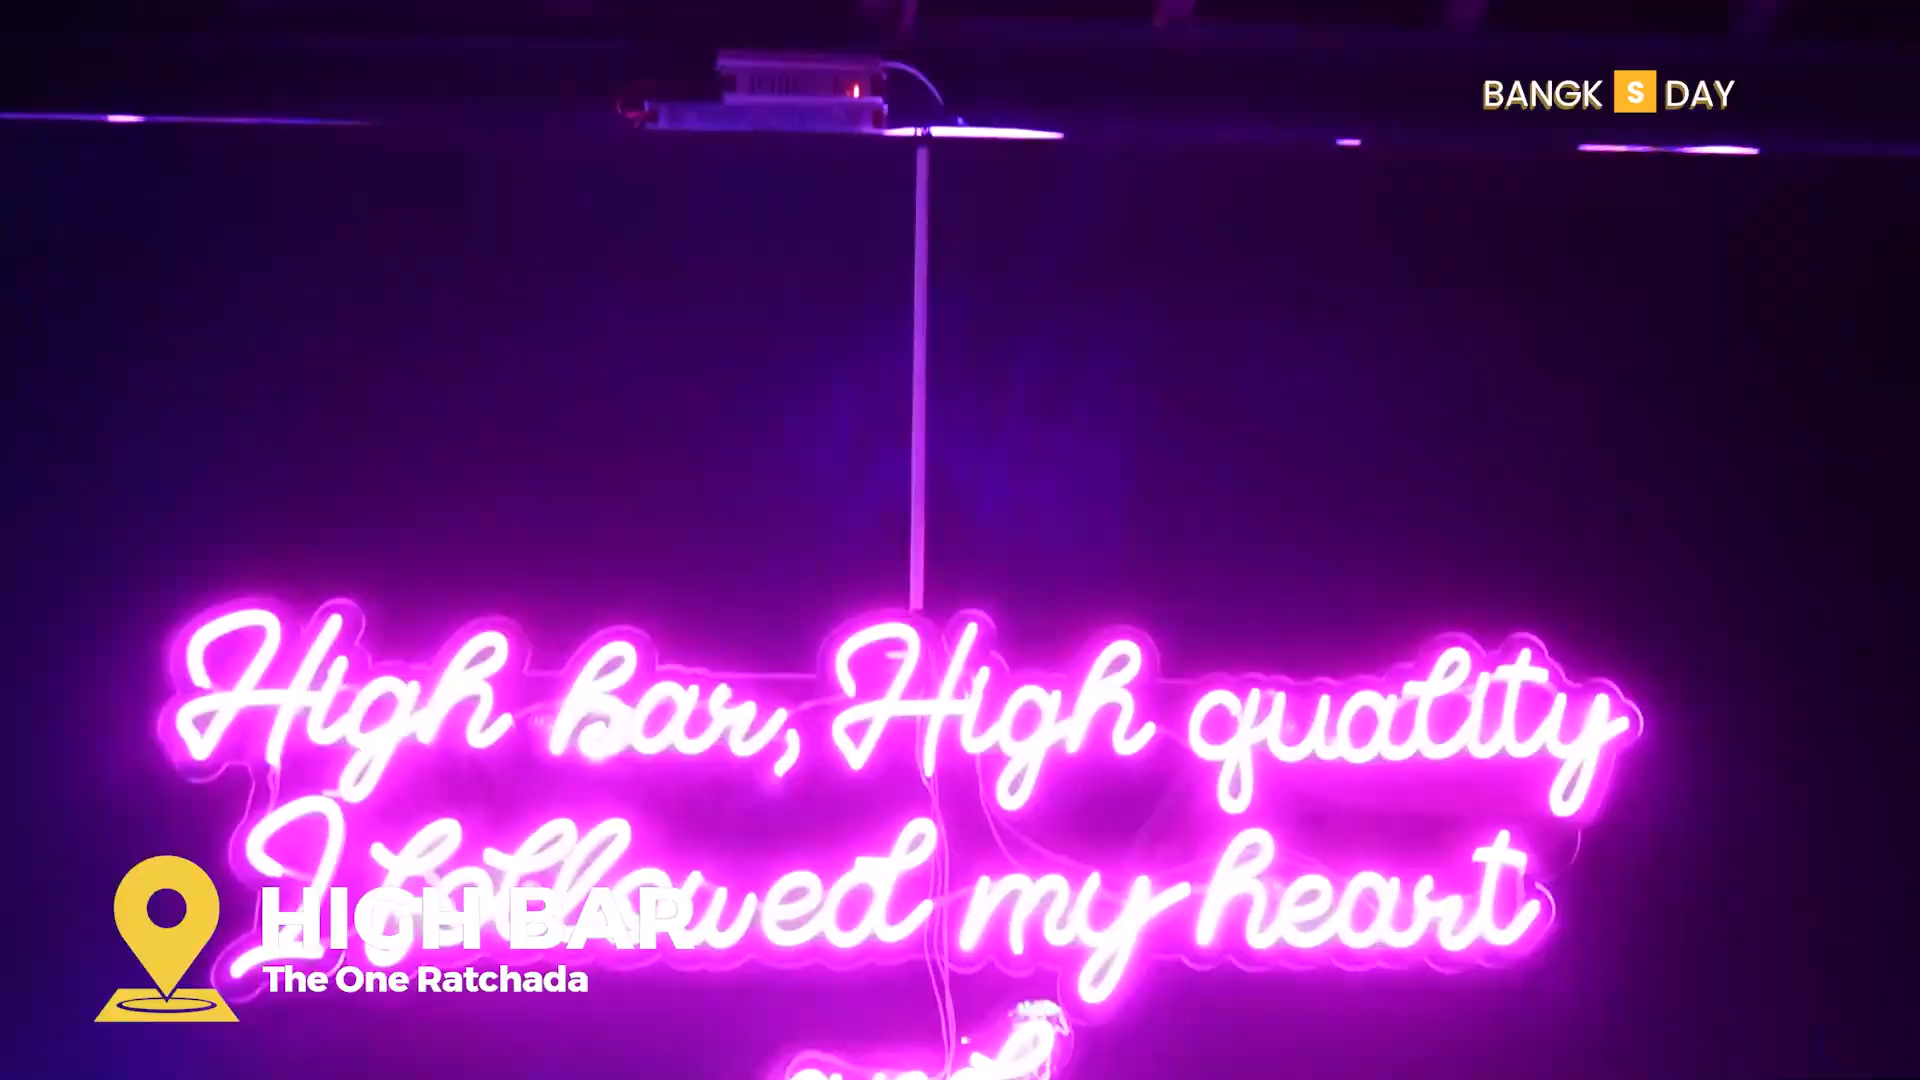 BANGK S DAY
High bar, High quality
I followed my heart
HIGH BAR
The One Ratchada